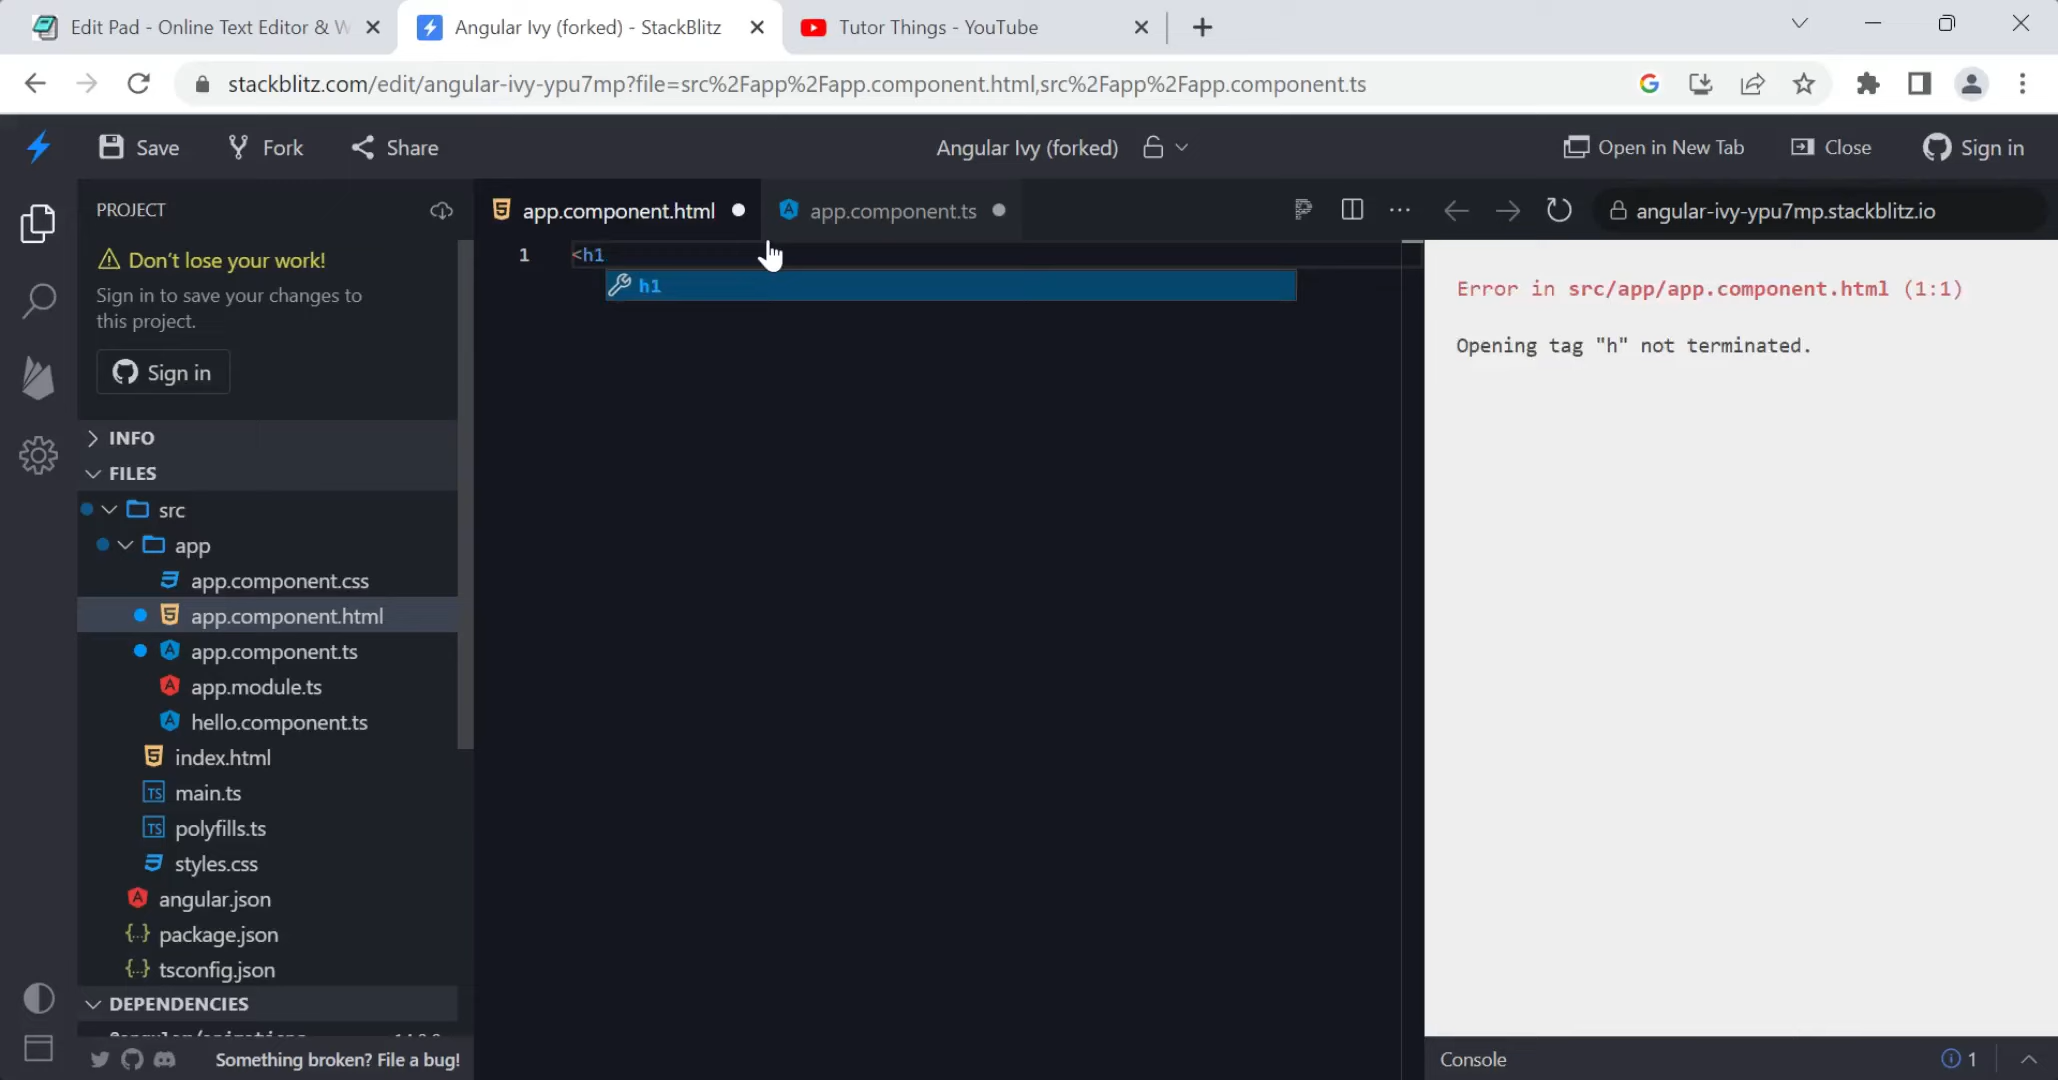 Edit Pad - Online Text Editor & W
Angular Ivy (forked) - StackBlitz
Tutor Things - YouTube
stackblitz.com/edit/angular-ivy-ypu7mp?file=src%2Fapp%2Fapp.component.html,src%2Fapp%2Fapp.component.ts
Save
Fork
Share
Angular Ivy (forked)
Open in New Tab
Close
Sign in
PROJECT
app.component.html
app.component.ts
angular-ivy-ypu7mp.stackblitz.io
Don't lose your work!
Sign in to save your changes to
this project.
Sign in
INFO
FILES
src
app
app.component.css
app.component.html
app.component.ts
app.module.ts
hello.component.ts
index.html
main.ts
polyfills.ts
styles.css
angular.json
package.json
tsconfig.json
DEPENDENCIES
Something broken? File a bug!
1 <h1
h1
Error in src/app/app.component.html (1:1)
Opening tag "h" not terminated.
Console
1